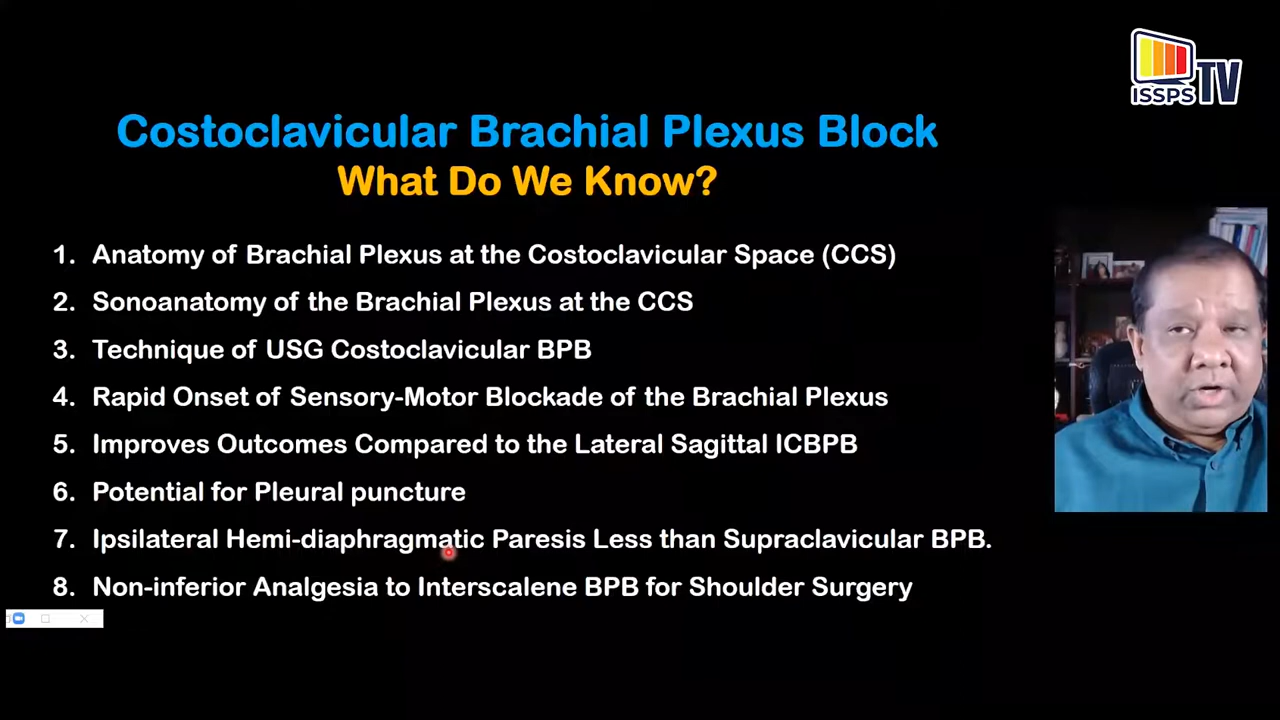 ISSPS TV
Costoclavicular Brachial Plexus Block
What Do We Know?
1. Anatomy of Brachial Plexus at the Costoclavicular Space (CCS)
2. Sonoanatomy of the Brachial Plexus at the CCS
3. Technique of USG Costoclavicular BPB
4. Rapid Onset of Sensory-Motor Blockade of the Brachial Plexus
5. Improves Outcomes Compared to the Lateral Sagittal ICBPB
6. Potential for Pleural puncture
7. Ipsilateral Hemi-diaphragmatic Paresis Less than Supraclavicular BPB.
8. Non-inferior Analgesia to Interscalene BPB for Shoulder Surgery